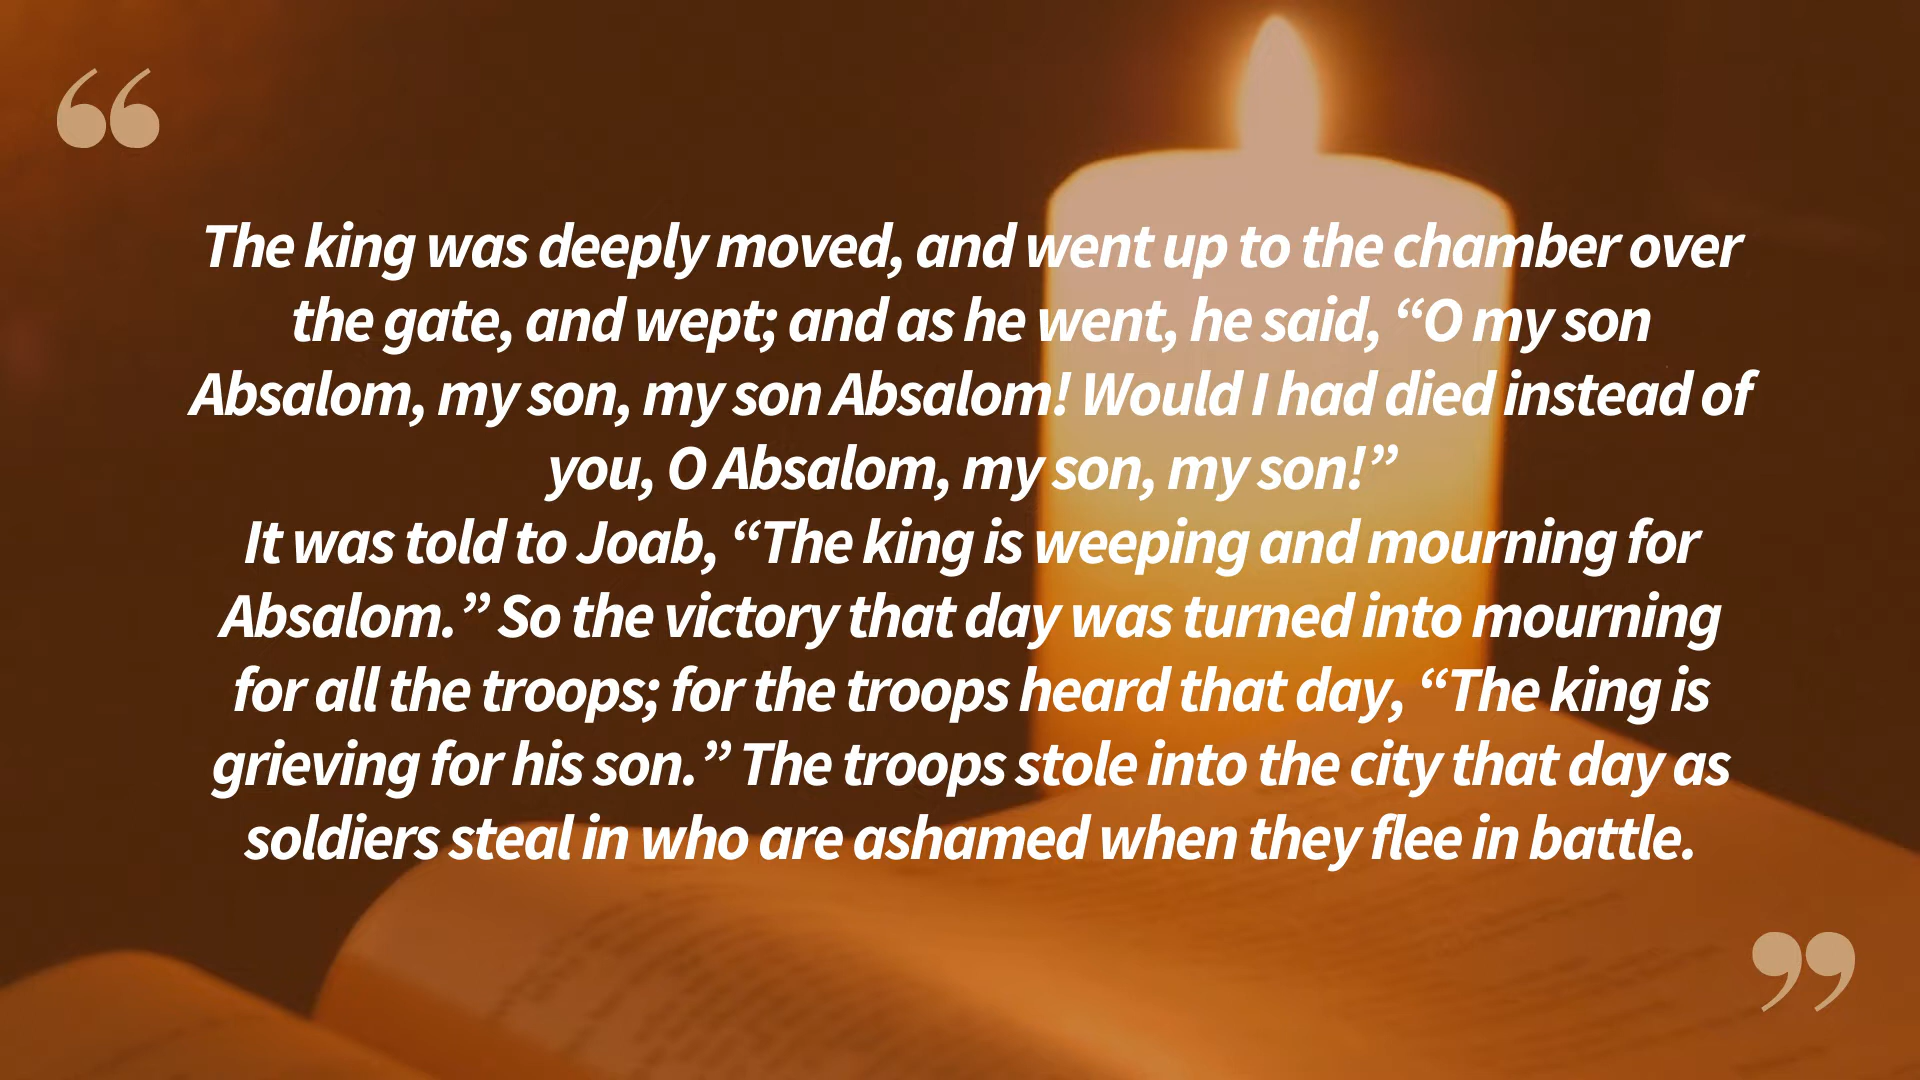 “
The king was deeply moved, and went up to the chamber over
the gate, and wept; and as he went, he said, “O my son
Absalom, my son, my son Absalom! Would I had died instead of
you, O Absalom, my son, my son!”
It was told to Joab, “The king is weeping and mourning for
Absalom.” So the victory that day was turned into mourning
for all the troops; for the troops heard that day, “The king is
grieving for his son.” The troops stole into the city that day as
soldiers steal in who are ashamed when they flee in battle.
”